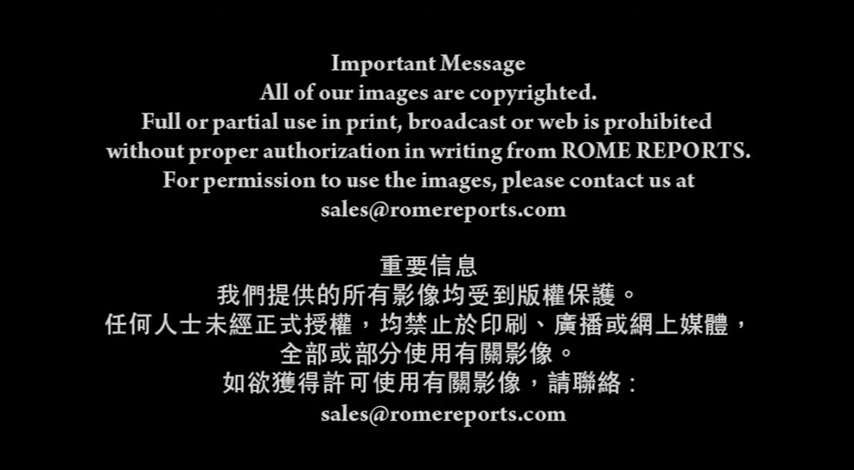 Important Message
All of our images are copyrighted.
Full or partial use in print, broadcast or web is prohibited
without proper authorization in writing from ROME REPORTS.
For permission to use the images, please contact us at
sales@romereports.com
重要信息
我們提供的所有影像均受到版權保護。
任何人士未經正式授權，均禁止於印刷、廣播或網上媒體，
全部或部分使用有關影像。
如欲獲得許可使用有關影像，請聯絡：
sales@romereports.com